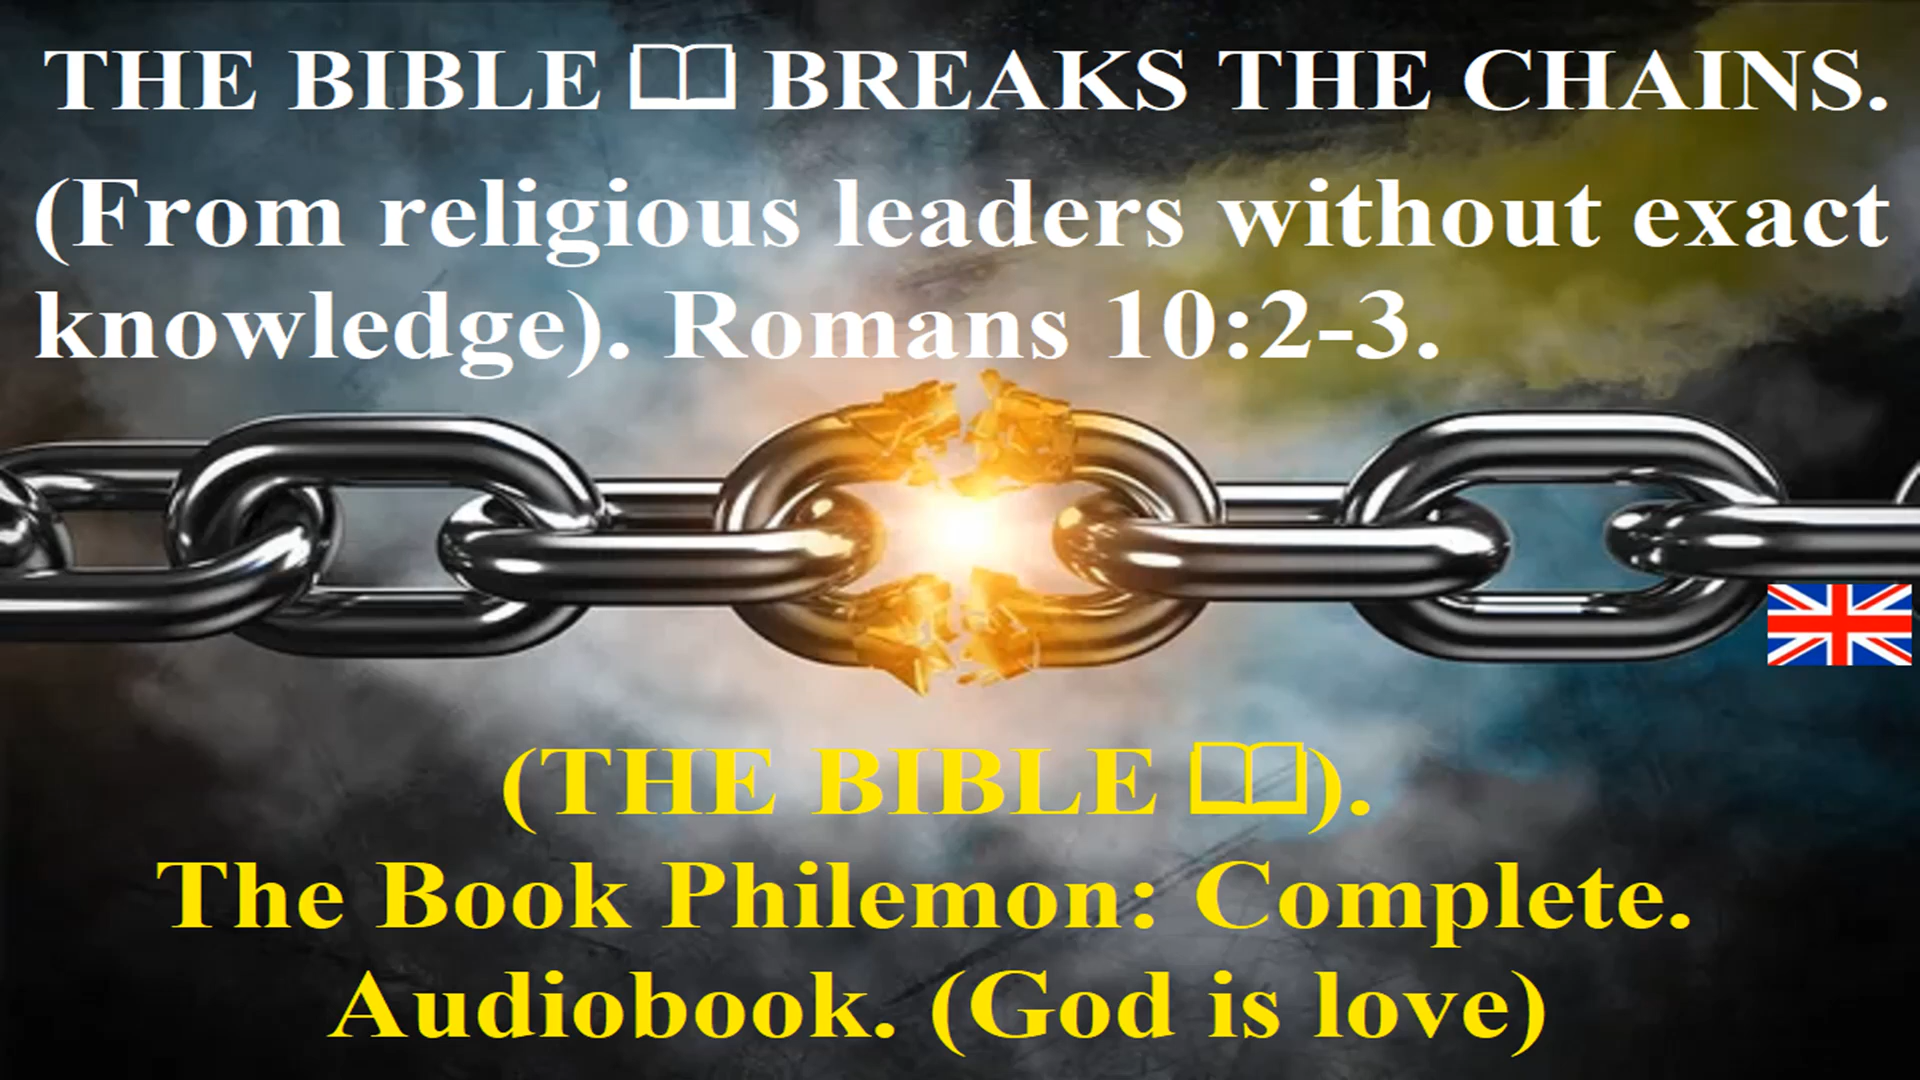 THE BIBLE 📖 BREAKS THE CHAINS.
(From religious leaders without exact
knowledge). Romans 10:2-3.
(THE BIBLE 📖).
The Book Philemon: Complete.
Audiobook. (God is love)